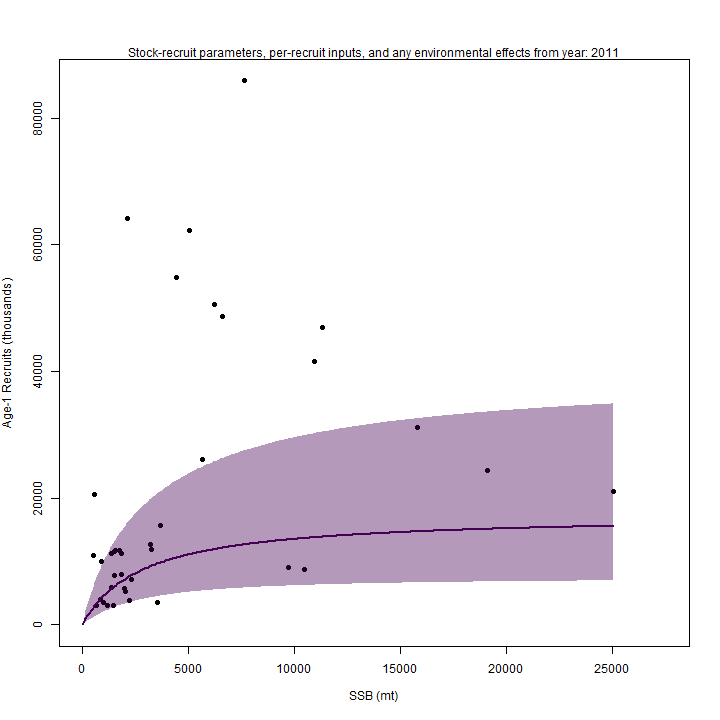 Stock-recruit parameters, per-recruit inputs, and any environmental effects from year: 2011
Age-1 Recruits (thousands)
80000
60000
40000
20000
0
0 5000 10000 15000 20000 25000
SSB (mt)